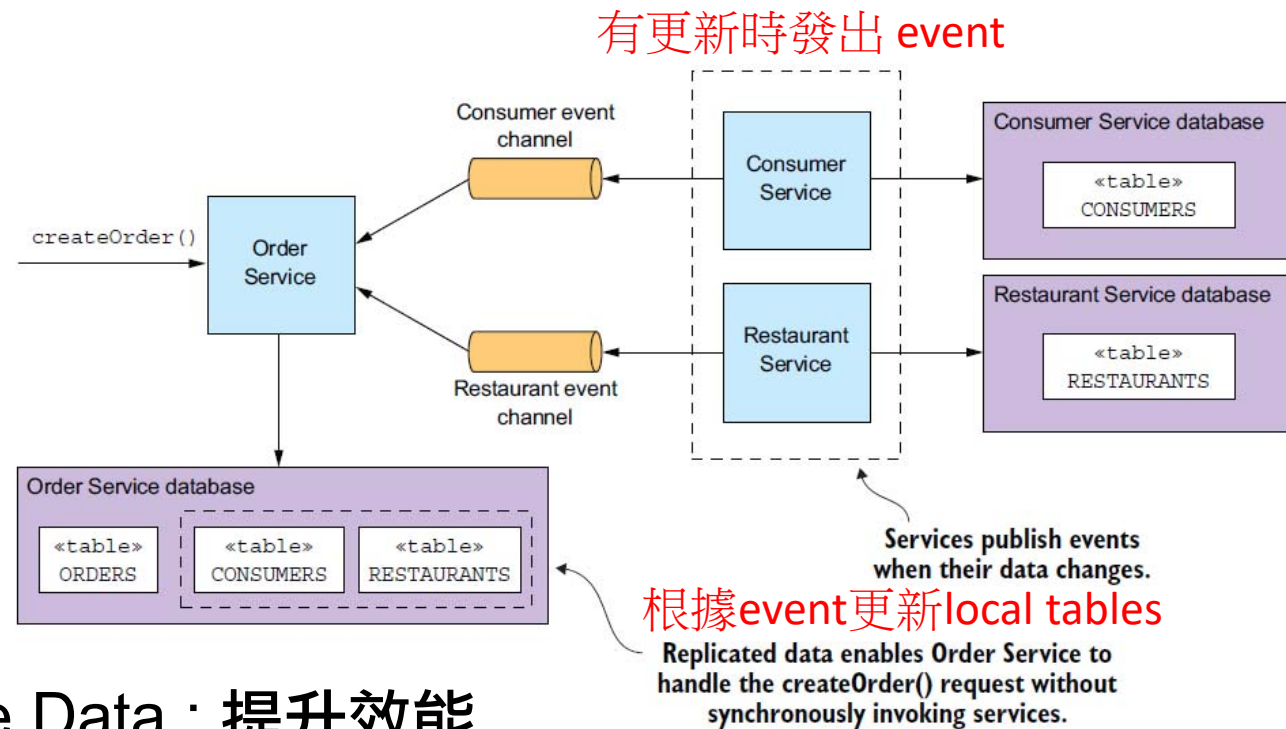 有更新時發出 event
Consumer event
channel
Consumer
Service
Consumer Service database
«table»
CONSUMERS
createOrder()
Order
Service
Restaurant
Service
Restaurant Service database
«table»
RESTAURANTS
Restaurant event
channel
Order Service database
«table»
ORDERS
«table»
CONSUMERS
«table»
RESTAURANTS
Services publish events
when their data changes.
根據event更新local tables
Replicated data enables Order Service to
handle the createOrder() request without
synchronously invoking services.
e Data : 提升效能